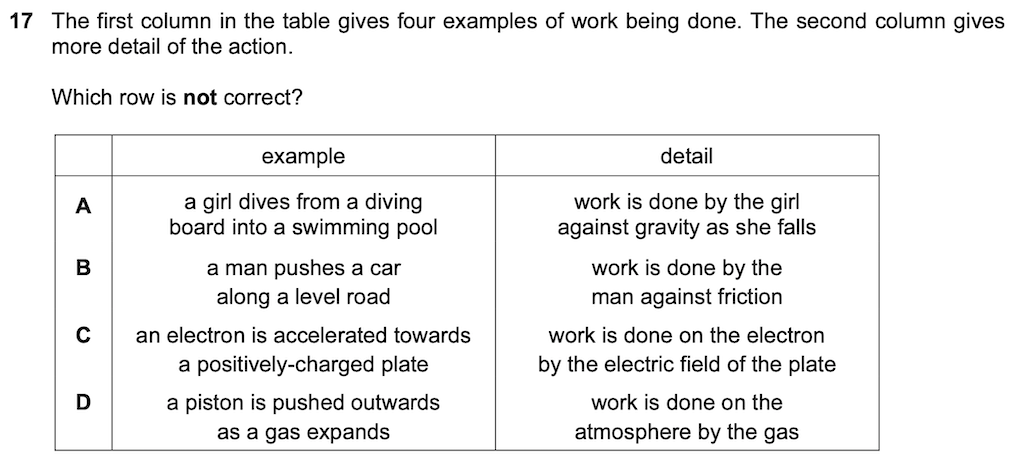 17 The first column in the table gives four examples of work being done. The second column gives
more detail of the action.
Which row is not correct?
example detail
A a girl dives from a diving board into a swimming pool work is done by the girl against gravity as she falls
B a man pushes a car along a level road work is done by the man against friction
C an electron is accelerated towards a positively-charged plate work is done on the electron by the electric field of the plate
D a piston is pushed outwards as a gas expands work is done on the atmosphere by the gas